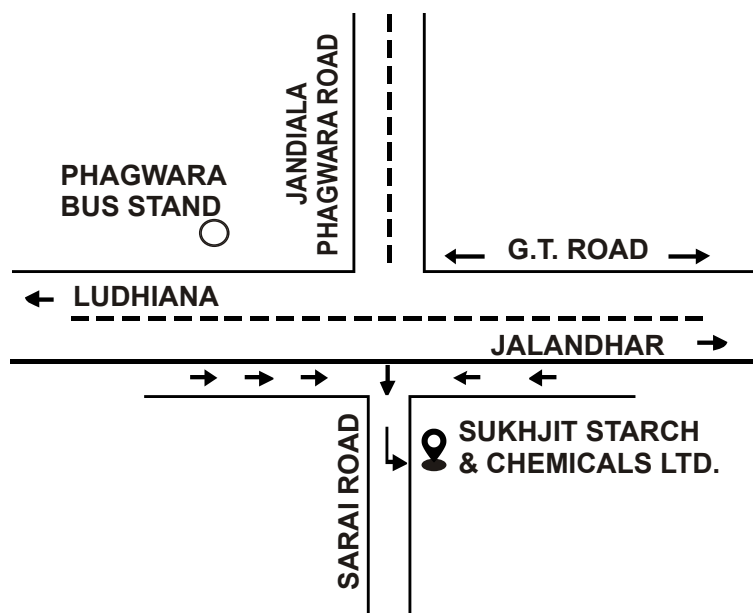 JANDIALA
PHAGWARA ROAD
PHAGWARA
BUS STAND
G.T. ROAD
LUDHIANA
JALANDHAR
SUKHJIT STARCH
& CHEMICALS LTD.
SARAI ROAD